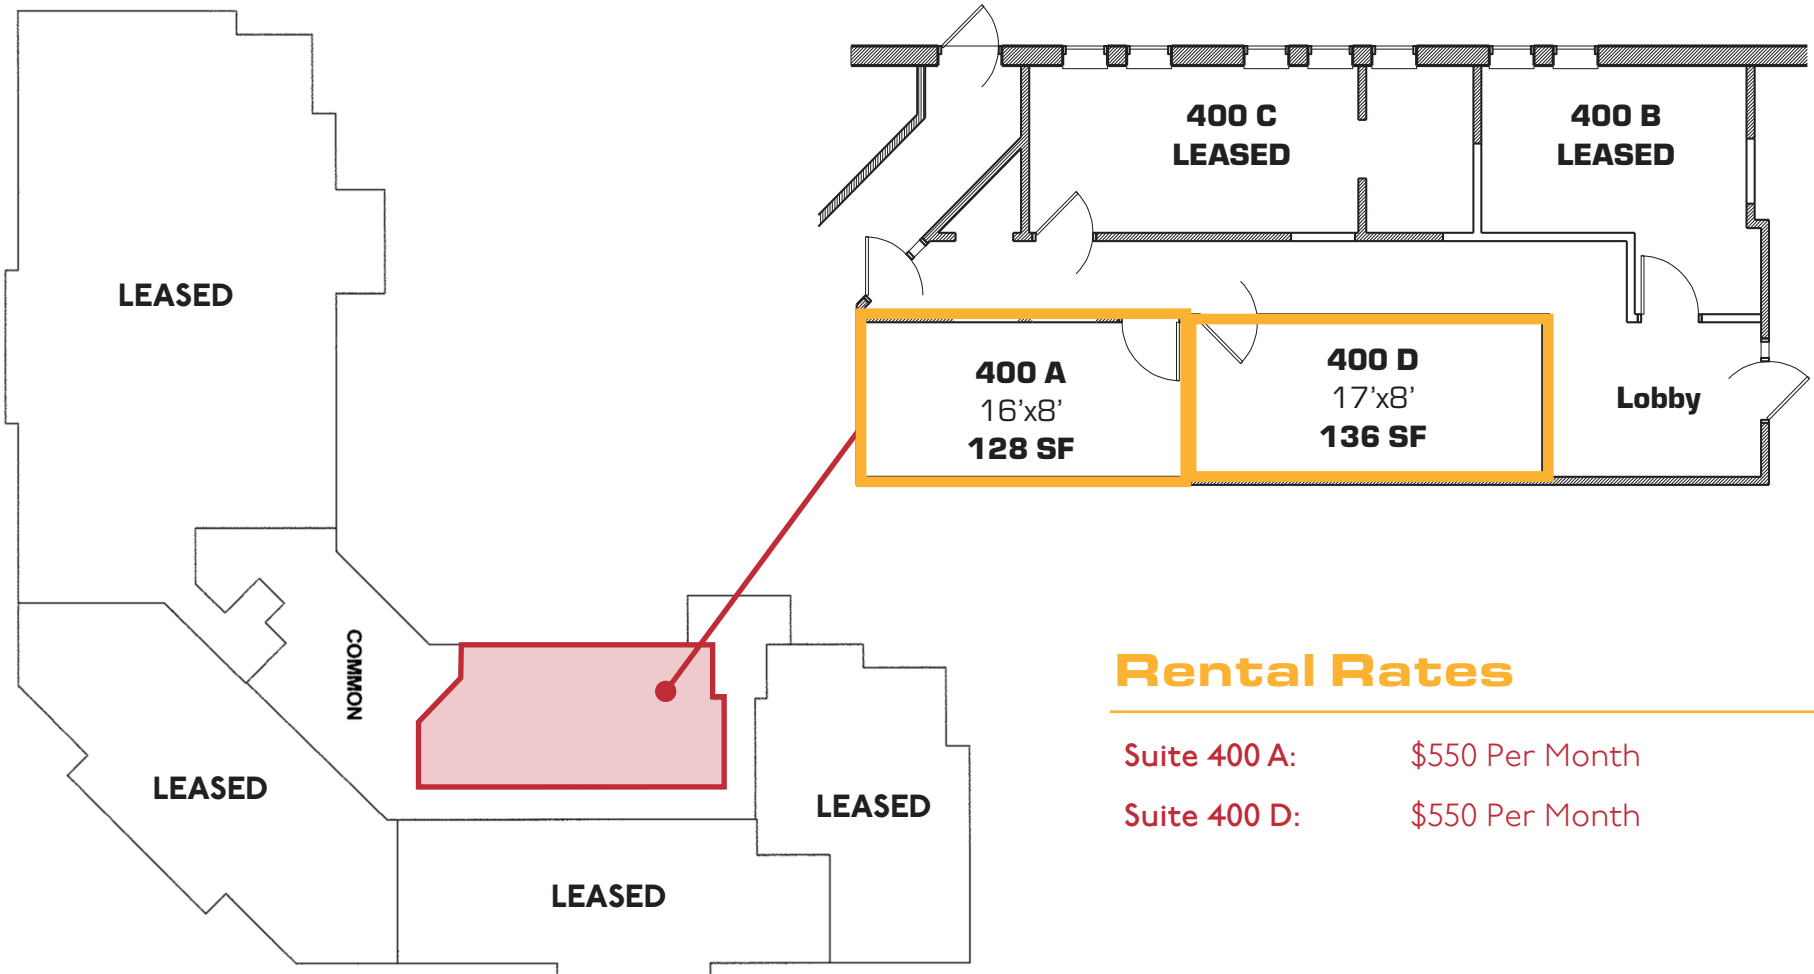 400 C
LEASED
400 B
LEASED
LEASED
400 A
16’x8’
128 SF
400 D
17’x8’
136 SF
Lobby
COMMON
LEASED
LEASED
LEASED
Rental Rates
Suite 400 A: $550 Per Month
Suite 400 D: $550 Per Month